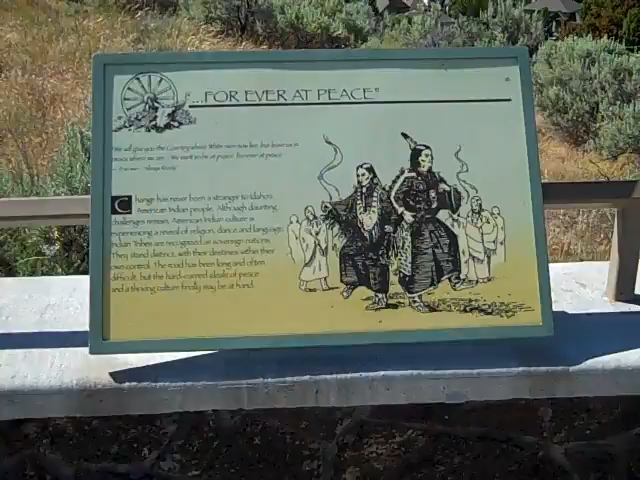 "...FOR EVER AT PEACE"
"We will give you the Country where White men now live, but leave us in
peace where we are. We want to be at peace forever at peace
Change has never been a stranger to Idaho's
American Indian people. Although daunting
challenges remain, American Indian culture is
experiencing a revival of religion, dance and language.
Indian Tribes are recognized as sovereign nations.
They stand distinct, with their destinies within their
own control. The road has been long and often
difficult, but the hard-earned ideals of peace
and a thriving culture finally may be at hand.